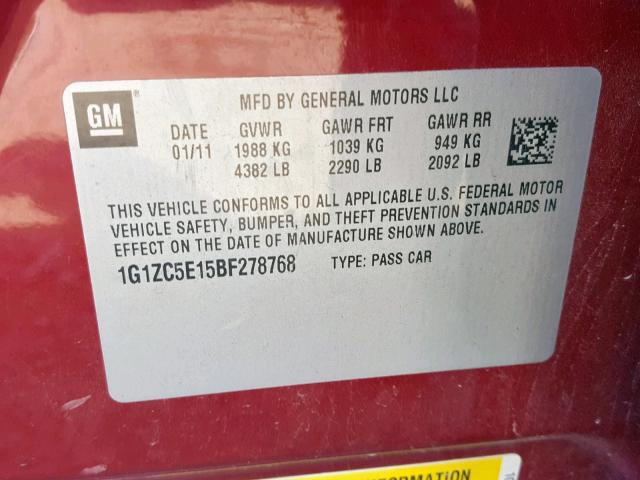 GM
®
MFD BY GENERAL MOTORS LLC
DATE GVWR GAWR FRT GAWR RR
01/11 1988 KG 1039 KG 949 KG
4382 LB 2290 LB 2092 LB
THIS VEHICLE CONFORMS TO ALL APPLICABLE U.S. FEDERAL MOTOR
VEHICLE SAFETY, BUMPER, AND THEFT PREVENTION STANDARDS IN
EFFECT ON THE DATE OF MANUFACTURE SHOWN ABOVE.
1G1ZC5E15BF278768 TYPE: PASS CAR